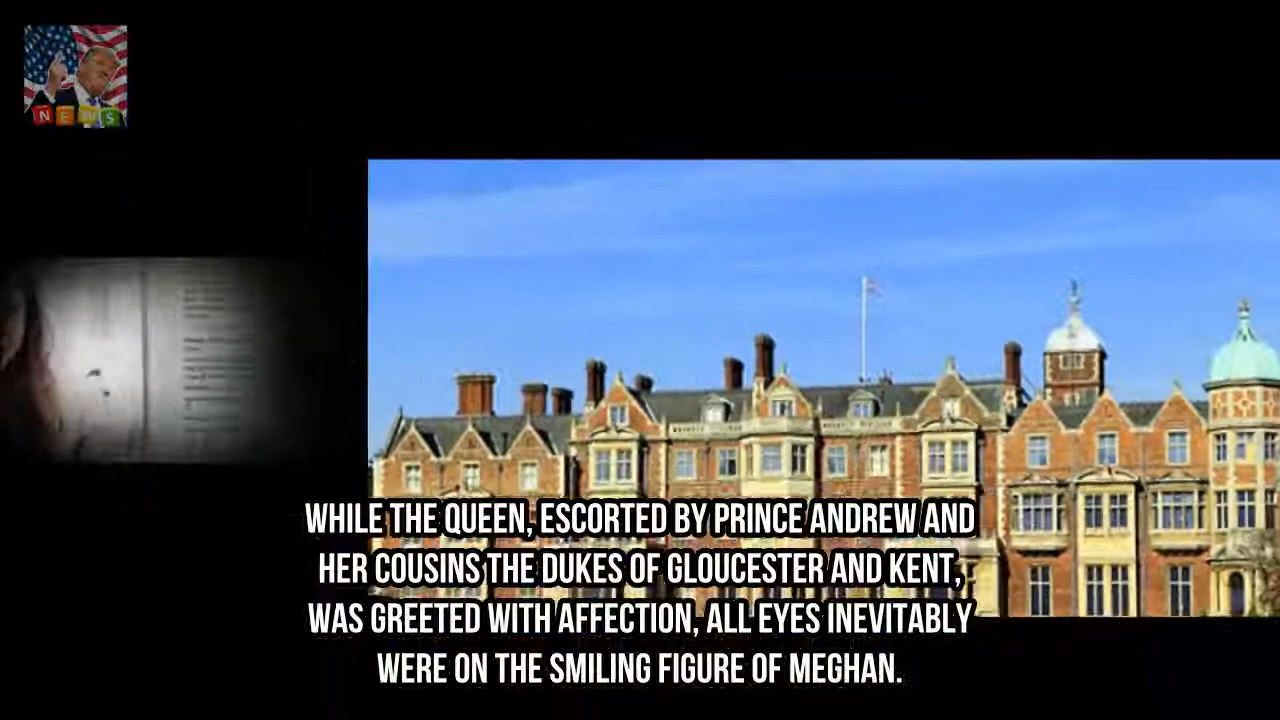 NEWS
WHILE THE QUEEN, ESCORTED BY PRINCE ANDREW AND
HER COUSINS THE DUKES OF GLOUCESTER AND KENT,
WAS GREETED WITH AFFECTION, ALL EYES INEVITABLY
WERE ON THE SMILING FIGURE OF MEGHAN.